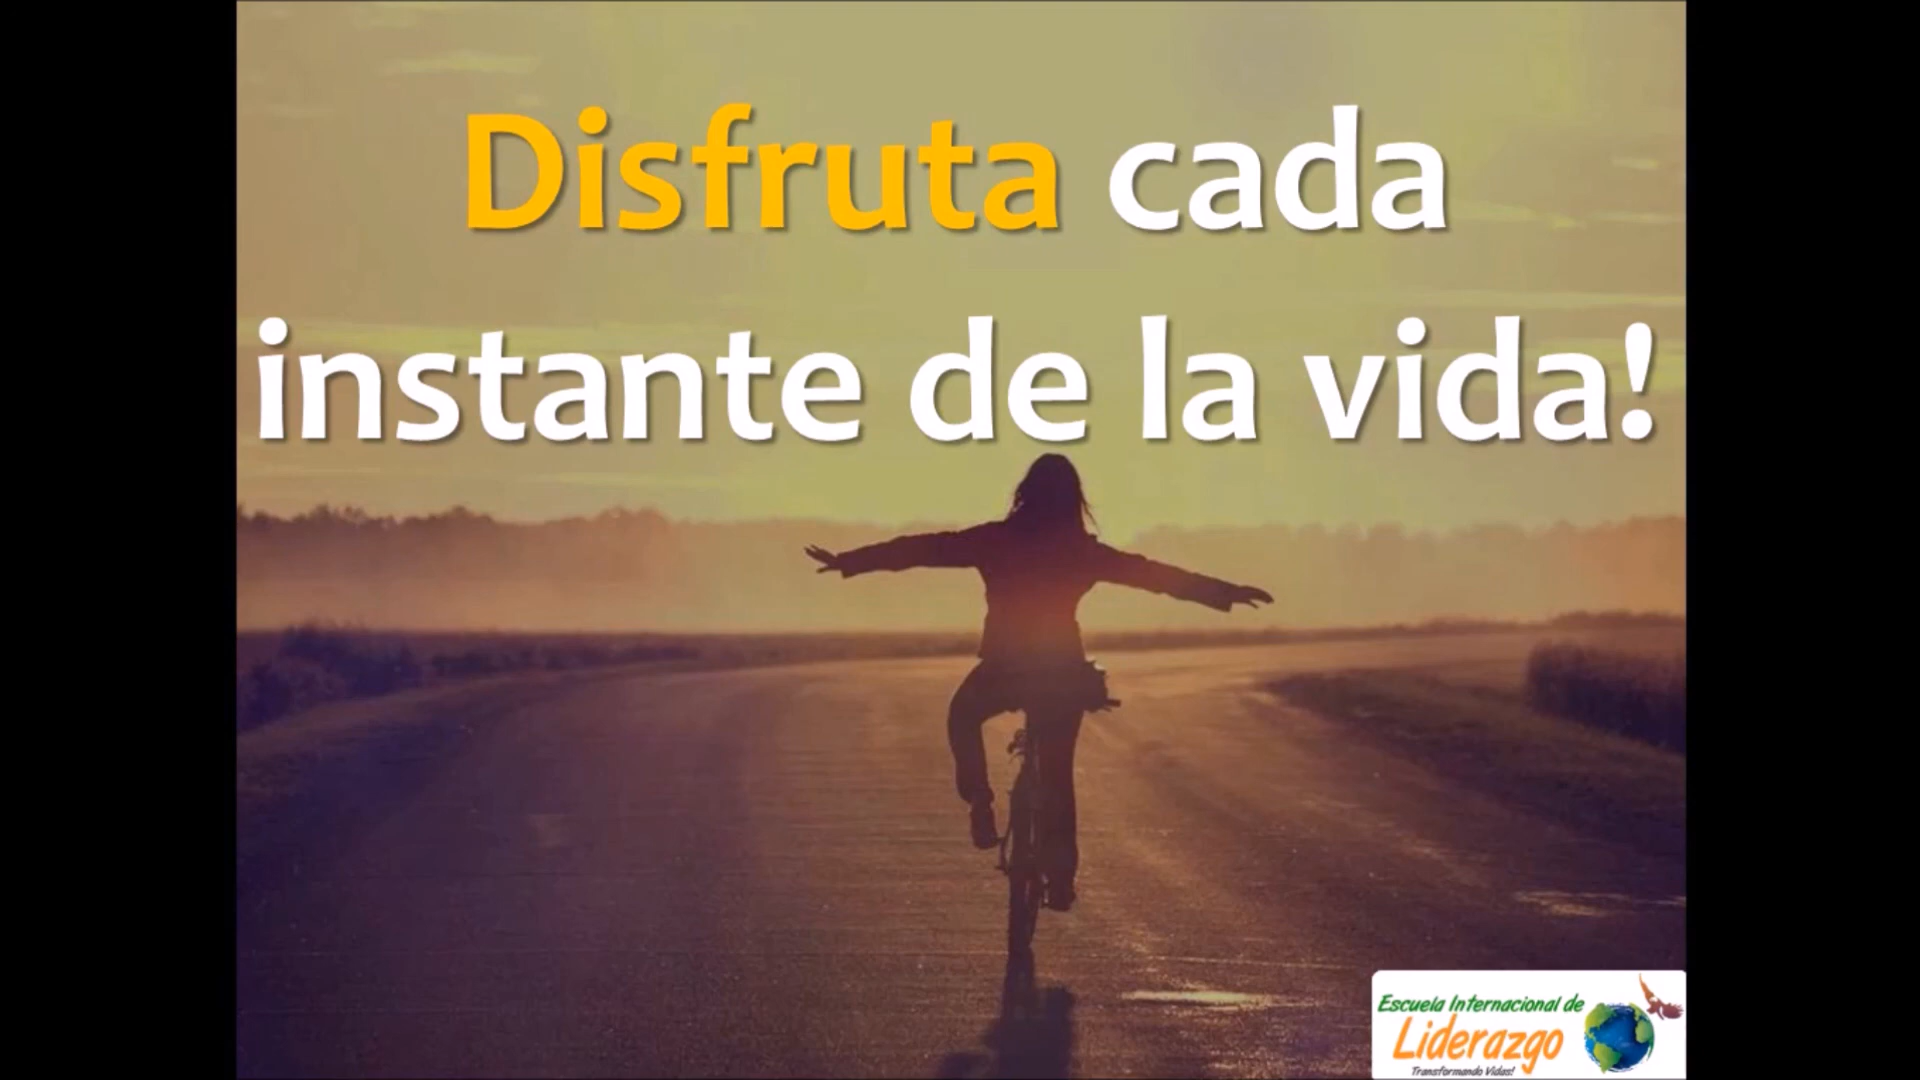 Disfruta cada
instante de la vida!
Escuela Internacional de
Liderazgo
Transformando Vidas!